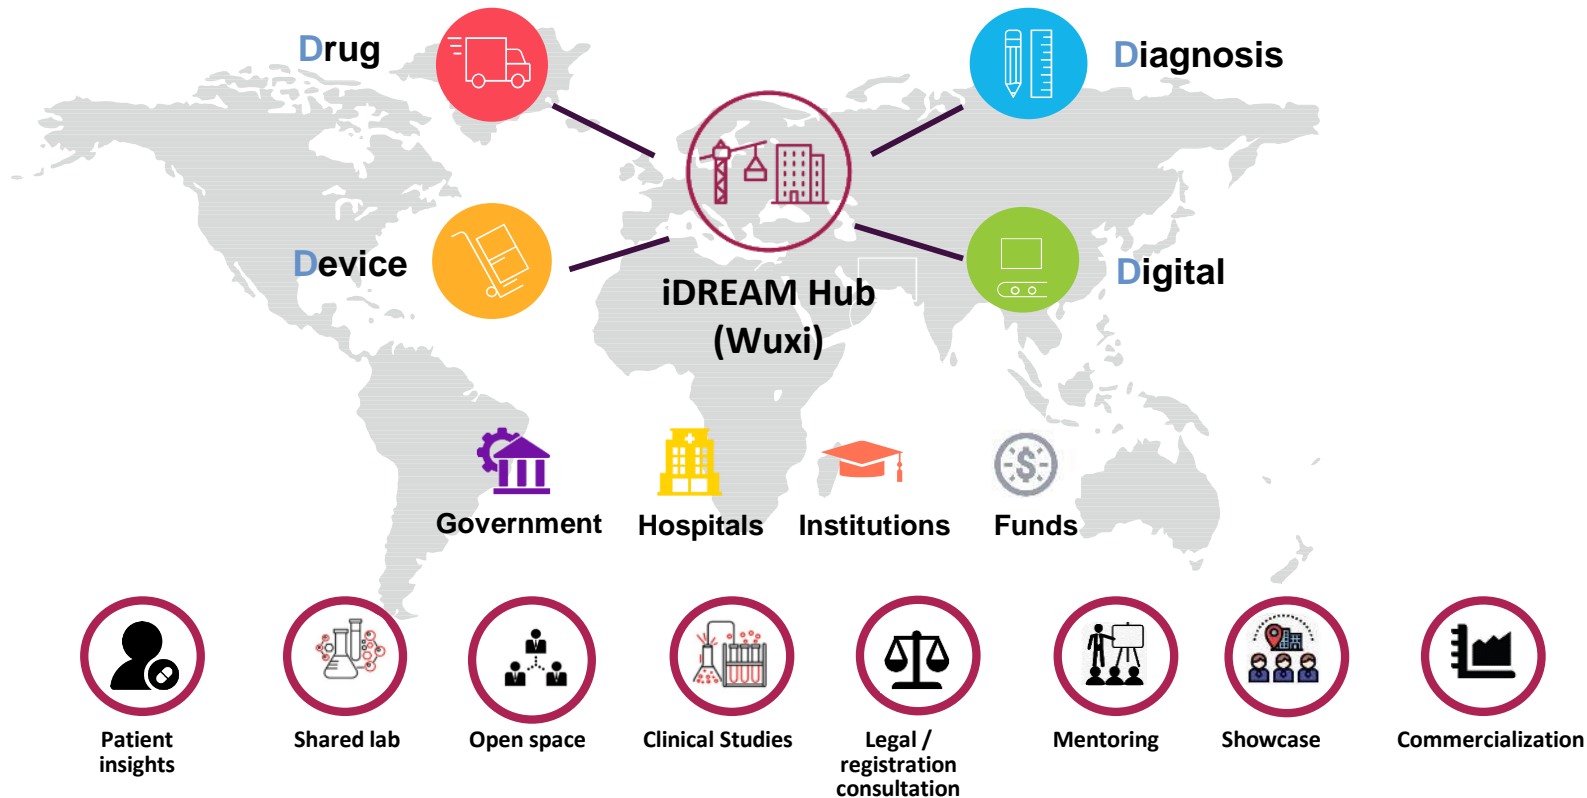 Drug
Diagnosis
Device
Digital
iDREAM Hub
(Wuxi)
Government
Hospitals
Institutions
Funds
Patient
insights
Shared lab
Open space
Clinical Studies
Legal /
registration
consultation
Mentoring
Showcase
Commercialization